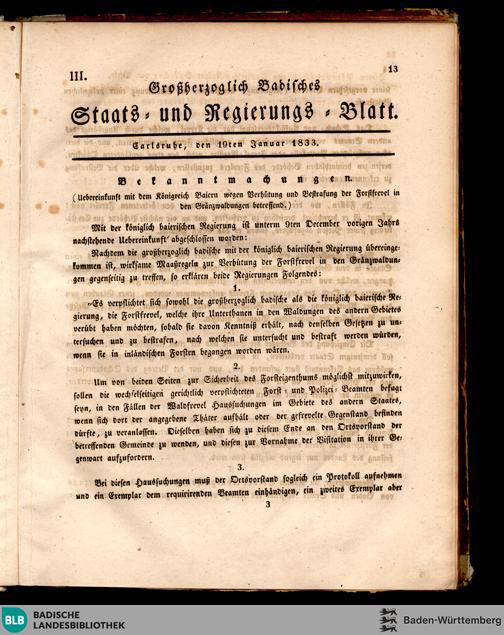 III.
13
Großherzoglich Badisches
Staats- und Regierungs-Blatt.
Carlsruhe, den 19ten Januar 1833.
Bekanntmachungen.
(Uebereinkunft mit dem Königreich Baiern wegen Verhütung und Bestrafung der Forstfrevel in
den Gränzwaldungen betreffend.)
Mit der königlich baierischen Regierung ist unterm 9ten December vorigen Jahrs
nachstehende Uebereinkunft abgeschlossen worden:
Nachdem die großherzoglich badische mit der königlich baierischen Regierung übereinge-
kommen ist, wirksame Maasregeln zur Verhütung der Forstfrevel in den Gränzwaldun-
gen gegenseitig zu treffen, so erklären beide Regierungen Folgendes:
1.
„Es verpflichtet sich sowohl die großherzoglich badische als die königlich baierische Re-
gierung, die Forstfrevel, welche ihre Unterthanen in den Waldungen des andern Gebietes
verübt haben möchten, sobald sie davon Kenntniß erhält, nach denselben Gesetzen zu un-
tersuchen und zu bestrafen, nach welchen sie untersucht und bestraft werden würden,
wenn sie in inländischen Forsten begangen worden wären.
2.
Um von beiden Seiten zur Sicherheit des Forsteigenthums möglichst mitzuwirken,
sollen die wechselseitigen gerichtlich verpflichteten Forst- und Polizei-Beamten befugt
seyn, in den Fällen der Waldfrevel Haussuchungen im Gebiete des andern Staates,
wenn sich dort der angegebene Thäter aufhält oder der gefrevelte Gegenstand befinden
dürfte, zu veranlassen. Dieselben haben sich zu diesem Ende an den Ortsvorstand der
betreffenden Gemeinde zu wenden, und diesen zur Vornahme der Visitation in ihrer Ge-
genwart aufzufordern.
3.
Bei diesen Haussuchungen muß der Ortsvorstand sogleich ein Protokoll aufnehmen
und ein Exemplar dem requirirenden Beamten einhändigen, ein zweites Exemplar aber
3
BLB BADISCHE
LANDESBIBLIOTHEK
Baden-Württemberg